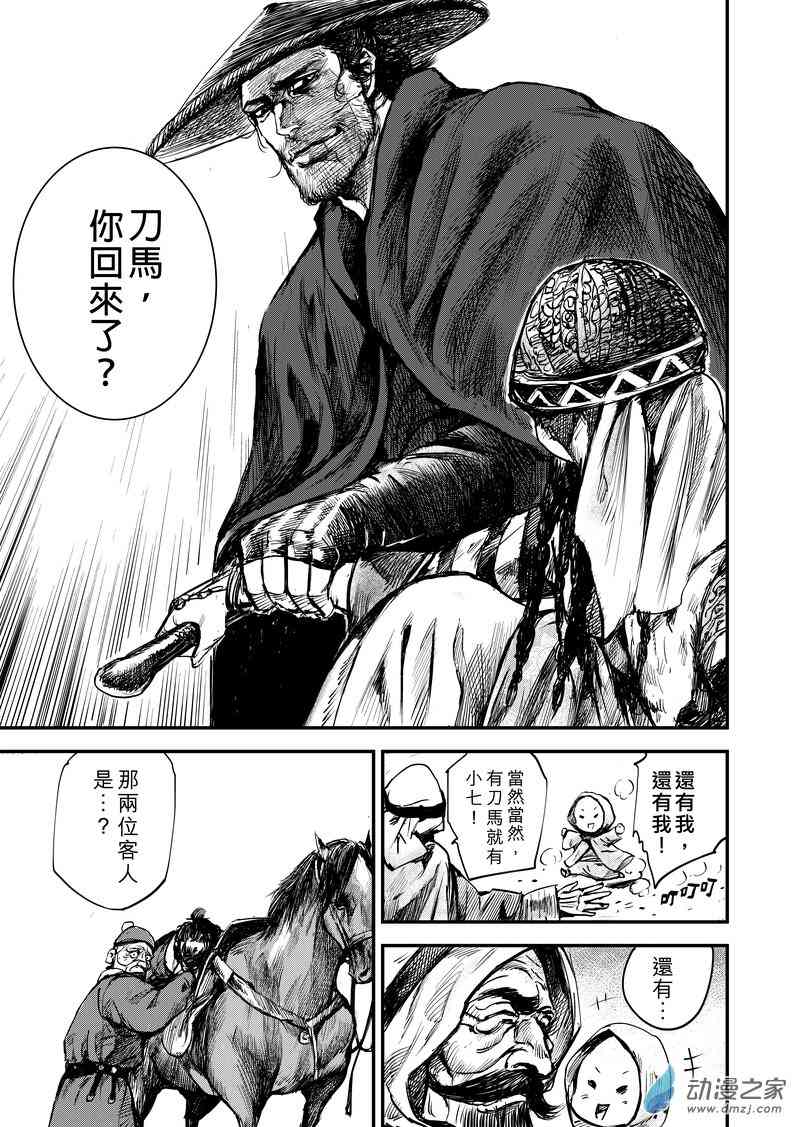 刀馬，
你回來了？
還有我，
還有我！
叮叮叮
當然當然，
有刀馬就有
小七！
還有…
那兩位客人
是…？
动漫之家
www.dmzj.com